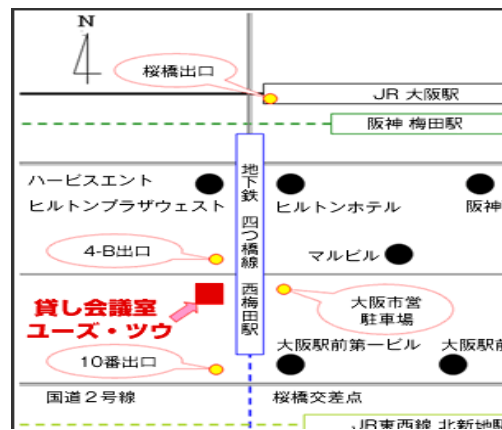 N
桜橋出口
JR 大阪駅
阪神 梅田駅
ハービスエント
ヒルトンプラザウェスト
地下鉄 四つ橋線 西梅田駅
ヒルトンホテル
阪神
4-B出口
マルビル
貸し会議室
ユーズ・ツウ
大阪市営
駐車場
10番出口
大阪駅前第一ビル
大阪駅前
国道2号線
桜橋交差点
JR東西線 北新地駅